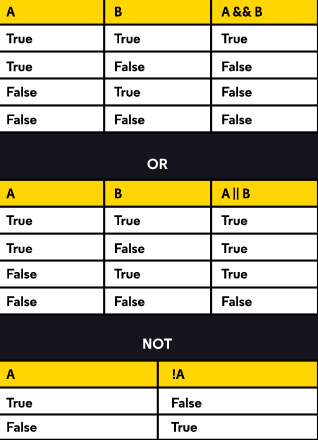 A B A && B
True True True
True False False
False True False
False False False
OR
A B A || B
True True True
True False True
False True True
False False False
NOT
A !A
True False
False True